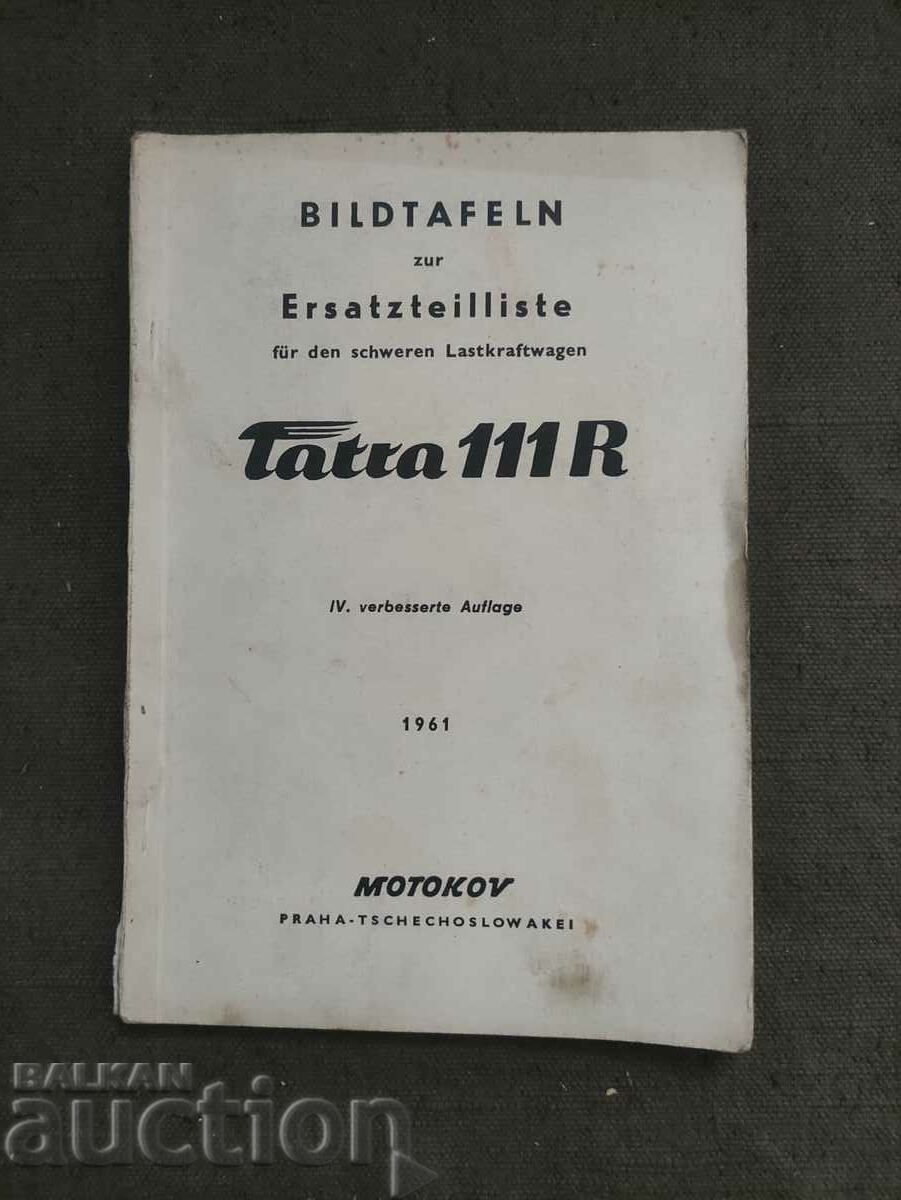 BILDTAFELN
zur
Ersatzteilliste
für den schweren Lastkraftwagen
Tatra 111 R
IV. verbesserte Auflage
1961
MOTOKOV
PRAHA-TSCHECHOSLOWAKEI
BALKAN
auction